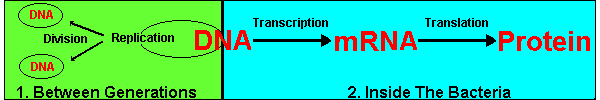 DNA
Division
Replication
DNA
DNA
Transcription
mRNA
Translation
Protein
1. Between Generations
2. Inside The Bacteria